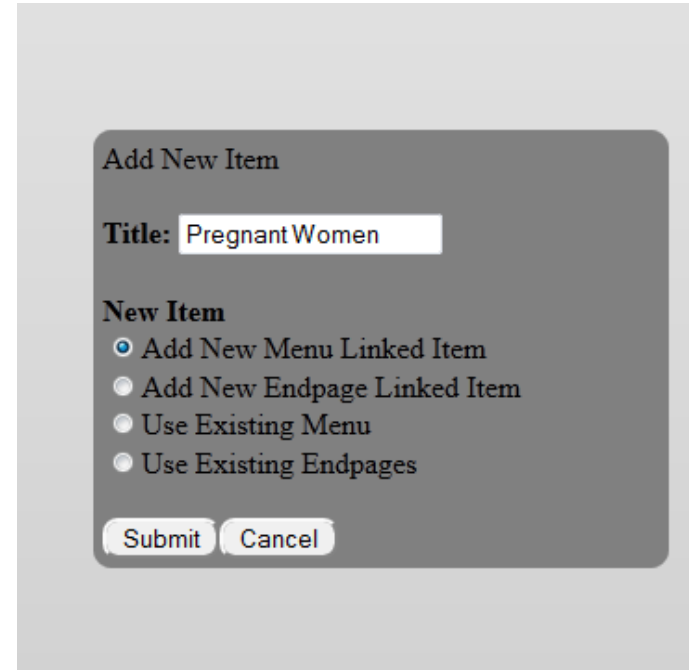 Add New Item
Title: Pregnant Women
New Item
Add New Menu Linked Item
Add New Endpage Linked Item
Use Existing Menu
Use Existing Endpages
Submit Cancel